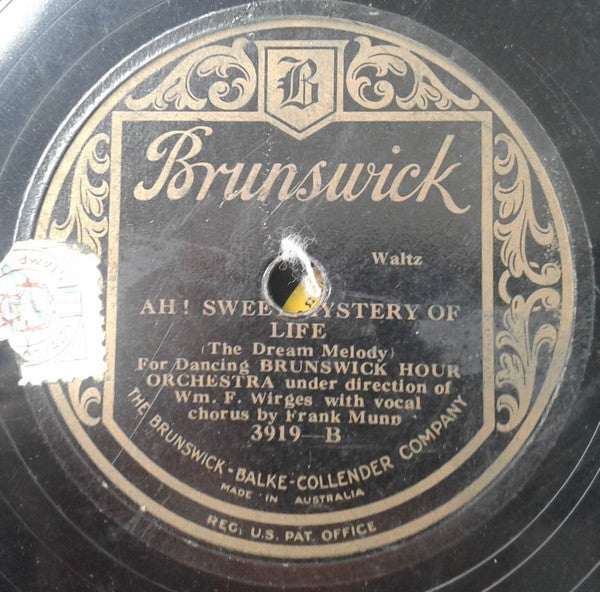 B
Brunswick
Waltz
AH! SWEE YSTERY OF
LIFE
(The Dream Melody)
For Dancing BRUNSWICK HOUR
ORCHESTRA under direction of
Wm. F. Wirges with vocal
chorus by Frank Munn
3919-B
THE BRUNSWICK-BALKE-COLLENDER COMPANY
MADE IN AUSTRALIA
REG; U.S. PAT. OFFICE